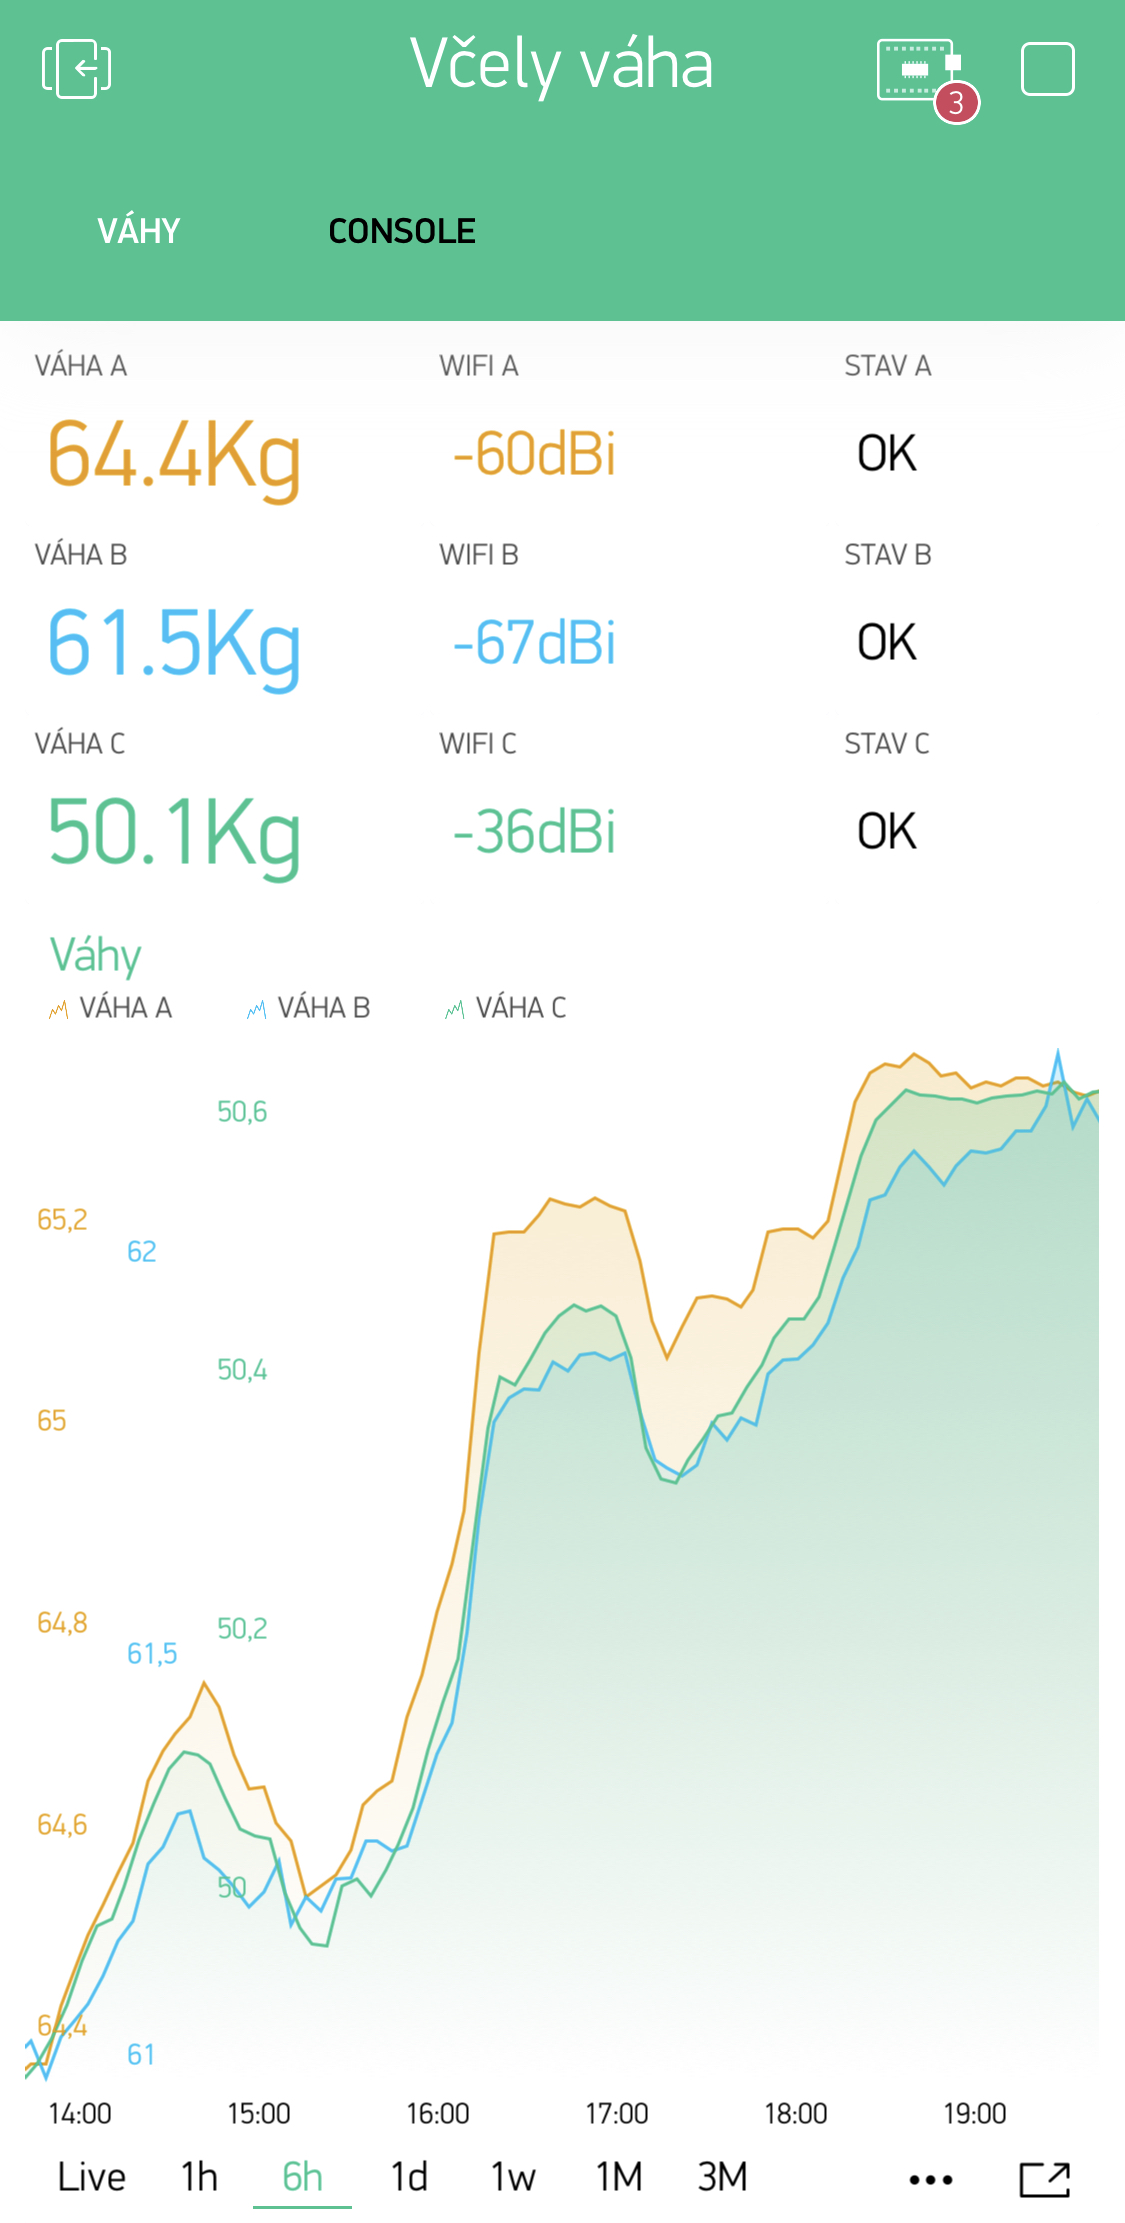 Včely váha
3
VÁHY CONSOLE
VÁHA A WIFI A STAV A
64.4Kg -60dBi OK
VÁHA B WIFI B STAV B
61.5Kg -67dBi OK
VÁHA C WIFI C STAV C
50.1Kg -36dBi OK
Váhy
VÁHA A VÁHA B VÁHA C
50,6
65,2
62
50,4
65
64,8
50,2
61,5
64,6
50
64,4
61
14:00 15:00 16:00 17:00 18:00 19:00
Live 1h 6h 1d 1w 1M 3M